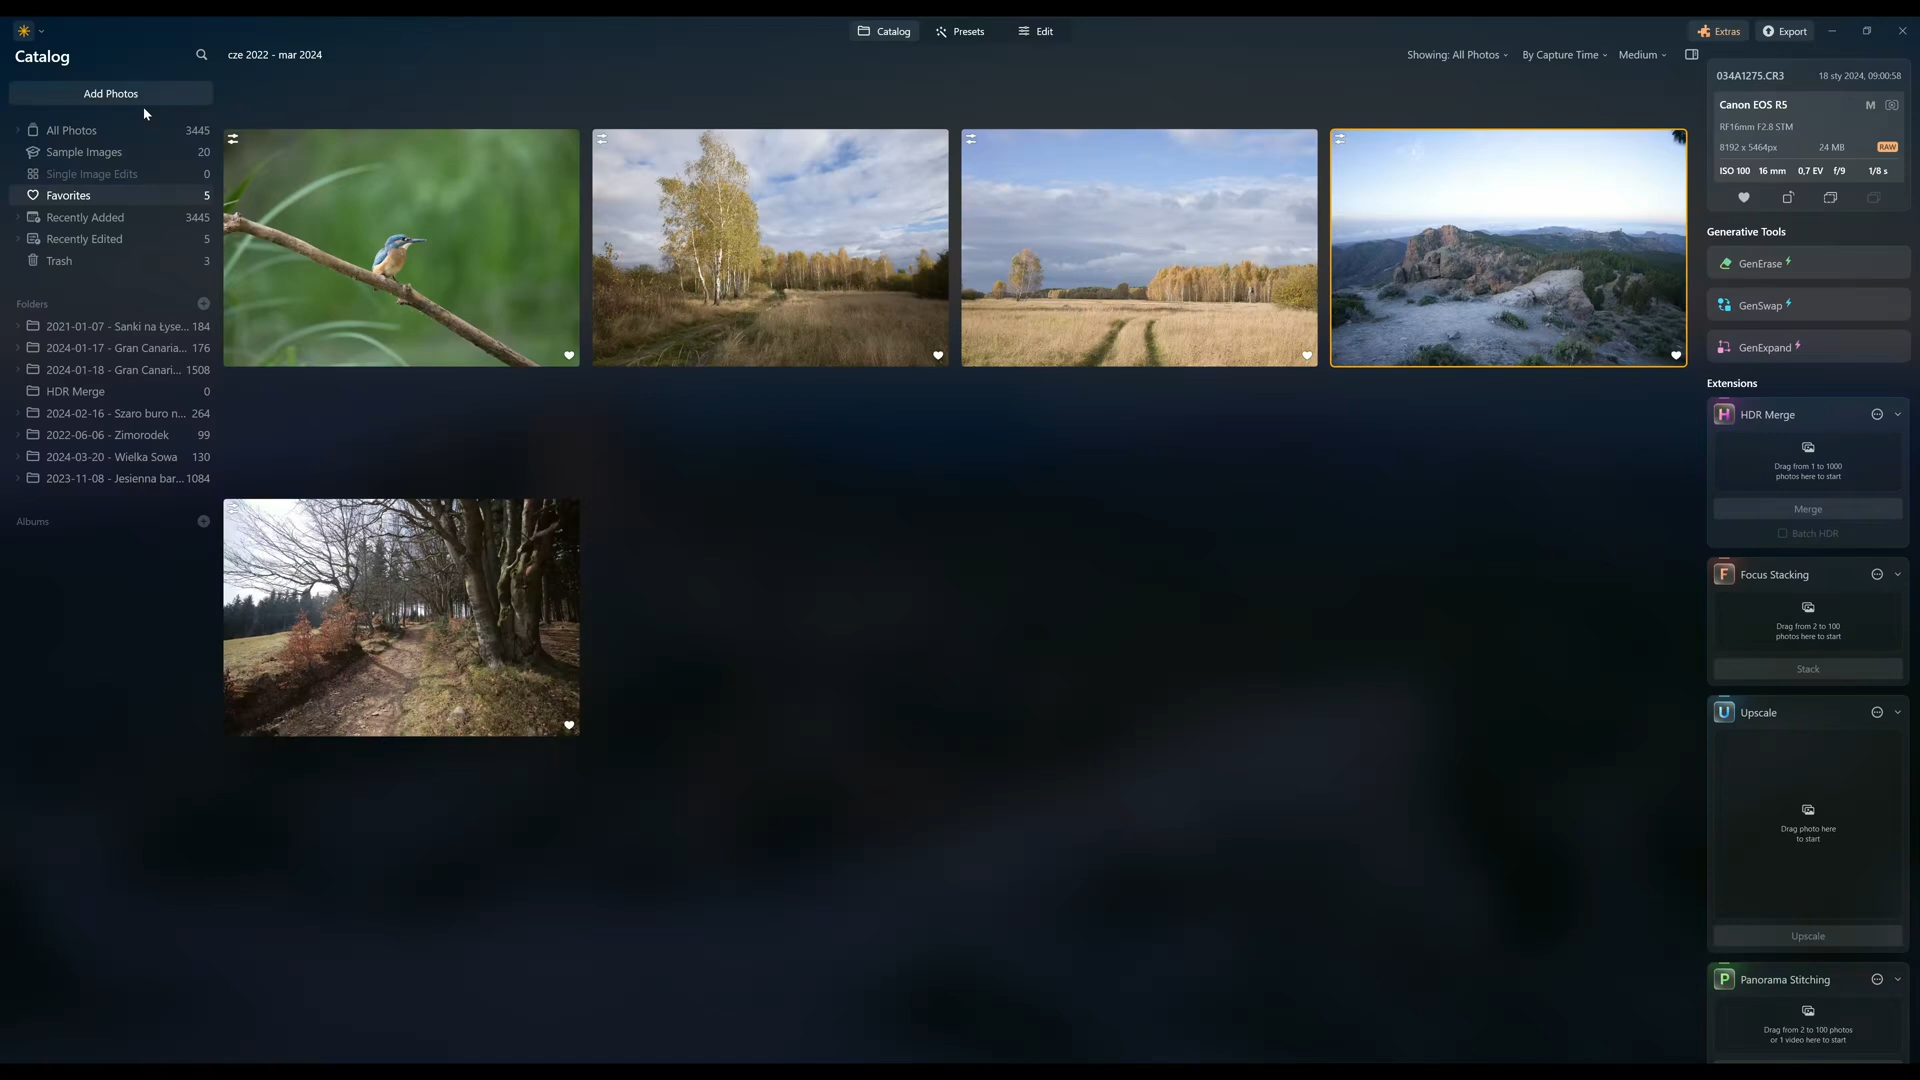 Catalog
Presets
Edit
Extras
Export
Catalog
cze 2022 - mar 2024
Showing: All Photos
By Capture Time
Medium
Add Photos
All Photos 3445
Sample Images 20
Single Image Edits 0
Favorites 5
Recently Added 3445
Recently Edited 5
Trash 3
Folders
2021-01-07 - Sanki na Łyse... 184
2024-01-17 - Gran Canaria... 176
2024-01-18 - Gran Canari... 1508
HDR Merge 0
2024-02-16 - Szaro buro n... 264
2022-06-06 - Zimorodek 99
2024-03-20 - Wielka Sowa 130
2023-11-08 - Jesienna bar... 1084
Albums
034A1275.CR3 18 sty 2024, 09:00:58
Canon EOS R5 M
RF16mm F2.8 STM
8192 x 5464px 24 MB RAW
ISO 100 16 mm 0,7 EV f/9 1/8 s
Generative Tools
GenErase
GenSwap
GenExpand
Extensions
H HDR Merge
Drag from 1 to 1000
photos here to start
Merge
Batch HDR
F Focus Stacking
Drag from 2 to 100
photos here to start
Stack
U Upscale
Drag photo here
to start
Upscale
P Panorama Stitching
Drag from 2 to 100 photos
or 1 video here to start